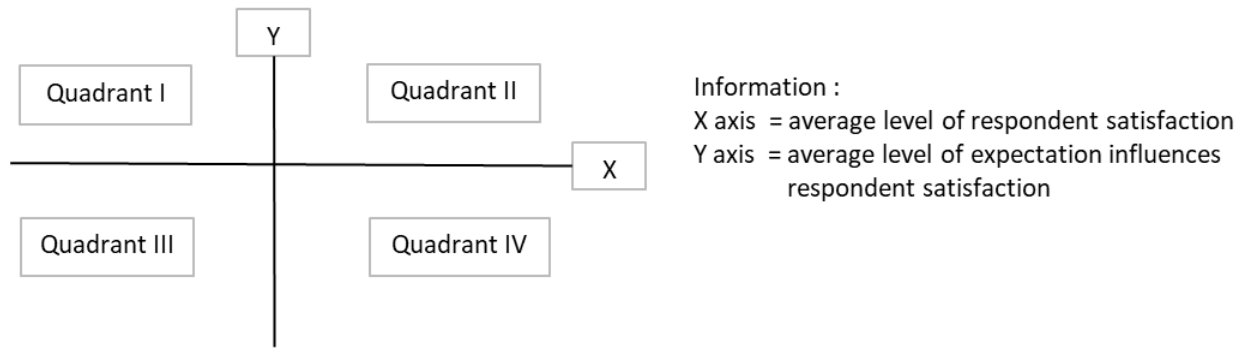 Y
Quadrant I
Quadrant II
X
Quadrant III
Quadrant IV
Information :
X axis = average level of respondent satisfaction
Y axis = average level of expectation influences
respondent satisfaction